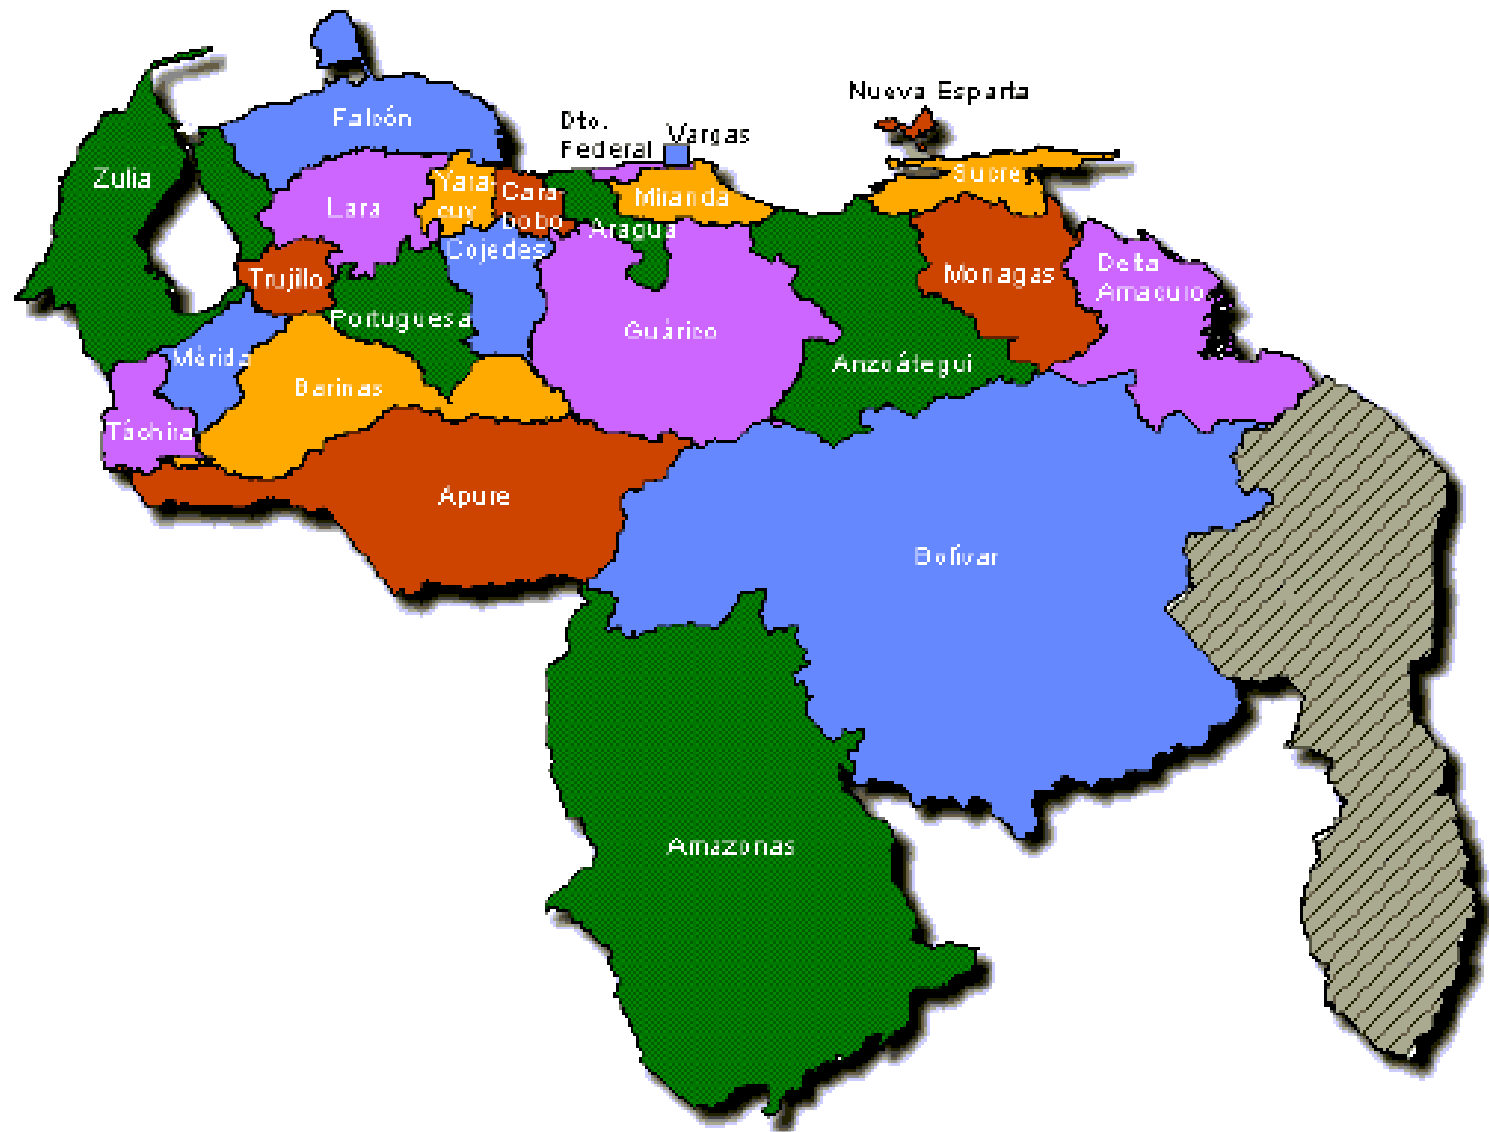 Nueva Esparta
Dto.
Federal
Vargas
Falcón
Zulia
Sucre
Yara-
cuy
Cara-
bobo
Miranda
Lara
Aragua
Cojedes
Delta
Amacuro
Monagas
Trujillo
Portuguesa
Guárico
Mérida
Anzoátegui
Barinas
Táchira
Apure
Bolívar
Amazonas